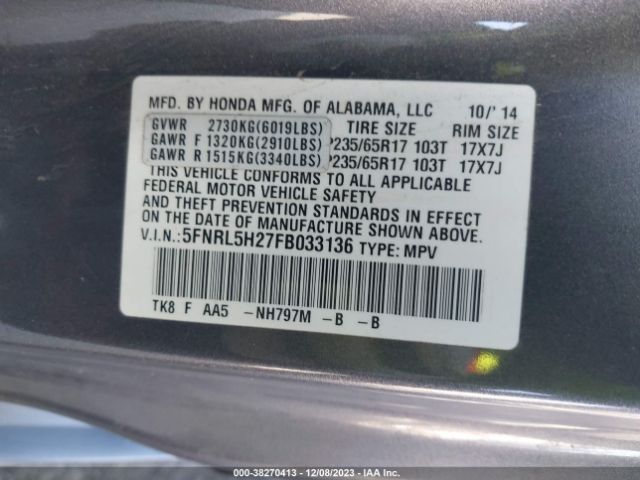 MFD. BY HONDA MFG. OF ALABAMA, LLC 10/'14
GVWR 2730KG(6019LBS) TIRE SIZE RIM SIZE
GAWR F 1320KG(2910LBS) P235/65R17 103T 17X7J
GAWR R 1515KG(3340LBS) P235/65R17 103T 17X7J
THIS VEHICLE CONFORMS TO ALL APPLICABLE
FEDERAL MOTOR VEHICLE SAFETY
AND THEFT PREVENTION STANDARDS IN EFFECT
ON THE DATE OF MANUFACTURE SHOWN ABOVE.
V.I.N.:5FNRL5H27FB033136 TYPE: MPV
TK8 F AA5 -NH797M -B -B
000-38270413 - 12/08/2023 - IAA Inc.